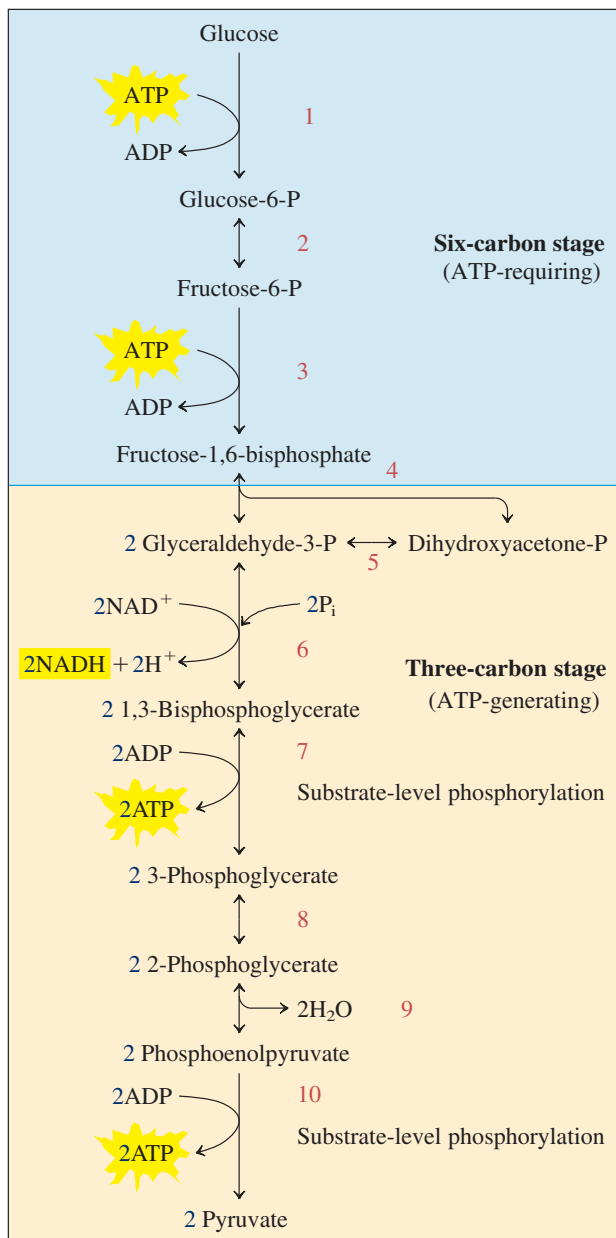 Glucose
ATP
1
ADP
Glucose-6-P
2
Six-carbon stage
(ATP-requiring)
Fructose-6-P
ATP
3
ADP
Fructose-1,6-bisphosphate
4
2 Glyceraldehyde-3-P
Dihydroxyacetone-P
5
2NAD⁺
2Pᵢ
6
2NADH + 2H⁺
Three-carbon stage
(ATP-generating)
2 1,3-Bisphosphoglycerate
2ADP
7
2ATP
Substrate-level phosphorylation
2 3-Phosphoglycerate
8
2 2-Phosphoglycerate
2H₂O
9
2 Phosphoenolpyruvate
2ADP
10
2ATP
Substrate-level phosphorylation
2 Pyruvate